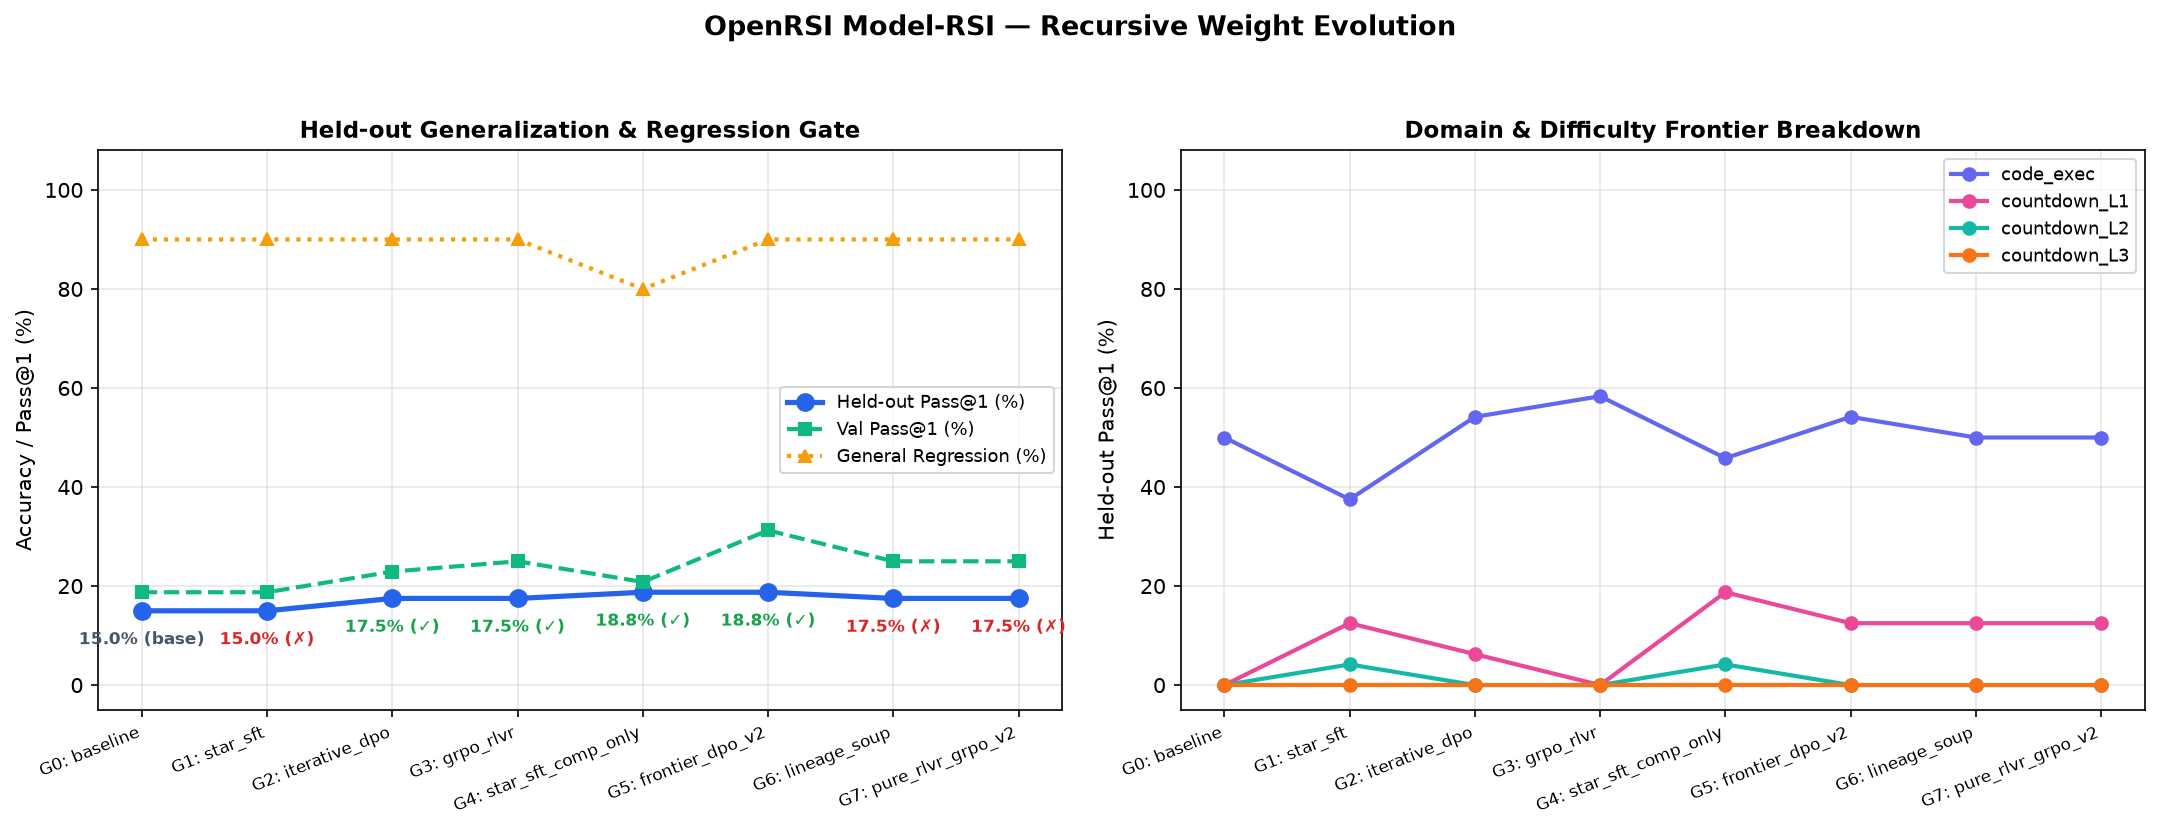 OpenRSI Model-RSI — Recursive Weight Evolution
Held-out Generalization & Regression Gate
Accuracy / Pass@1 (%)
100
80
60
40
20
0
Held-out Pass@1 (%)
Val Pass@1 (%)
General Regression (%)
15.0% (base)
15.0% (✗)
17.5% (✓)
17.5% (✓)
18.8% (✓)
18.8% (✓)
17.5% (✗)
17.5% (✗)
G0: baseline
G1: star_sft
G2: iterative_dpo
G3: grpo_rlvr
G4: star_sft_comp_only
G5: frontier_dpo_v2
G6: lineage_soup
G7: pure_rlvr_grpo_v2
Domain & Difficulty Frontier Breakdown
Held-out Pass@1 (%)
100
80
60
40
20
0
code_exec
countdown_L1
countdown_L2
countdown_L3
G0: baseline
G1: star_sft
G2: iterative_dpo
G3: grpo_rlvr
G4: star_sft_comp_only
G5: frontier_dpo_v2
G6: lineage_soup
G7: pure_rlvr_grpo_v2